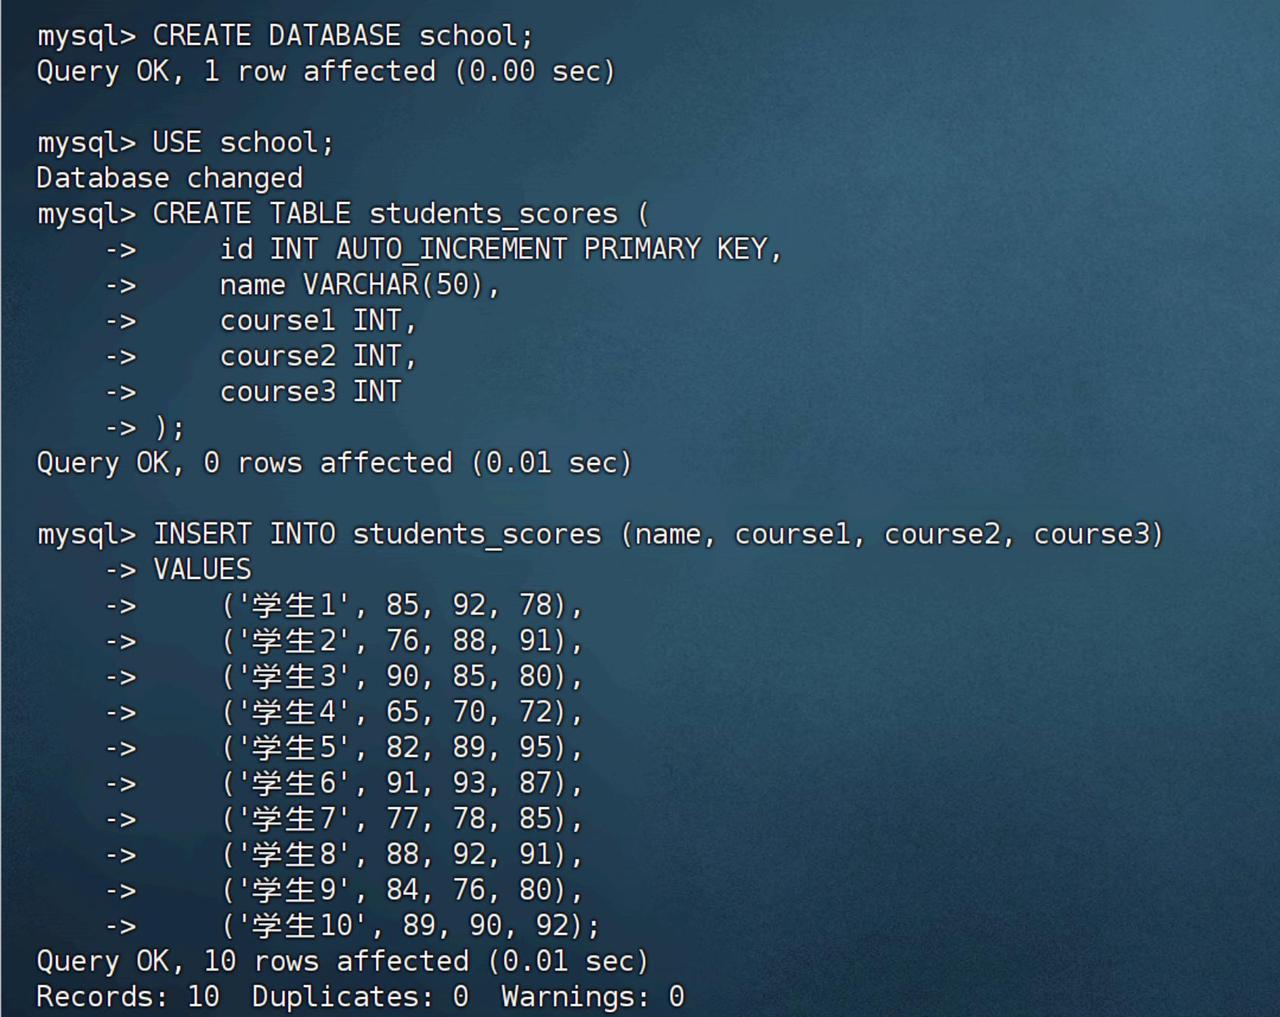 mysql> CREATE DATABASE school;
Query OK, 1 row affected (0.00 sec)
mysql> USE school;
Database changed
mysql> CREATE TABLE students_scores (
    ->     id INT AUTO_INCREMENT PRIMARY KEY,
    ->     name VARCHAR(50),
    ->     course1 INT,
    ->     course2 INT,
    ->     course3 INT
    -> );
Query OK, 0 rows affected (0.01 sec)
mysql> INSERT INTO students_scores (name, course1, course2, course3)
    -> VALUES
    ->     ('学生1', 85, 92, 78),
    ->     ('学生2', 76, 88, 91),
    ->     ('学生3', 90, 85, 80),
    ->     ('学生4', 65, 70, 72),
    ->     ('学生5', 82, 89, 95),
    ->     ('学生6', 91, 93, 87),
    ->     ('学生7', 77, 78, 85),
    ->     ('学生8', 88, 92, 91),
    ->     ('学生9', 84, 76, 80),
    ->     ('学生10', 89, 90, 92);
Query OK, 10 rows affected (0.01 sec)
Records: 10  Duplicates: 0  Warnings: 0